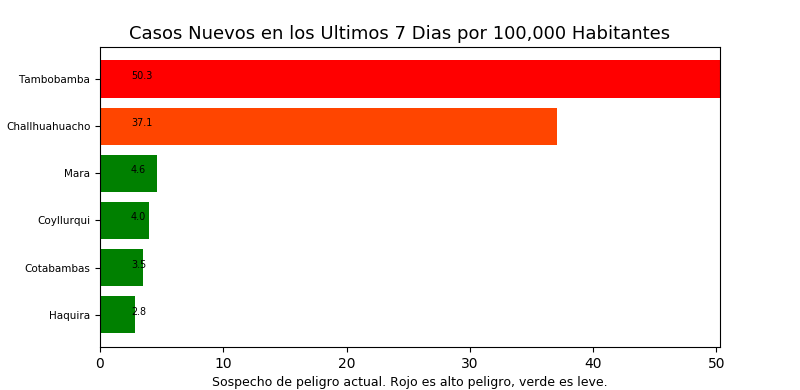 Casos Nuevos en los Ultimos 7 Dias por 100,000 Habitantes
Tambobamba 50.3
Challhuahuacho 37.1
Mara 4.6
Coyllurqui 4.0
Cotabambas 3.5
Haquira 2.8
0 10 20 30 40 50
Sospecho de peligro actual. Rojo es alto peligro, verde es leve.